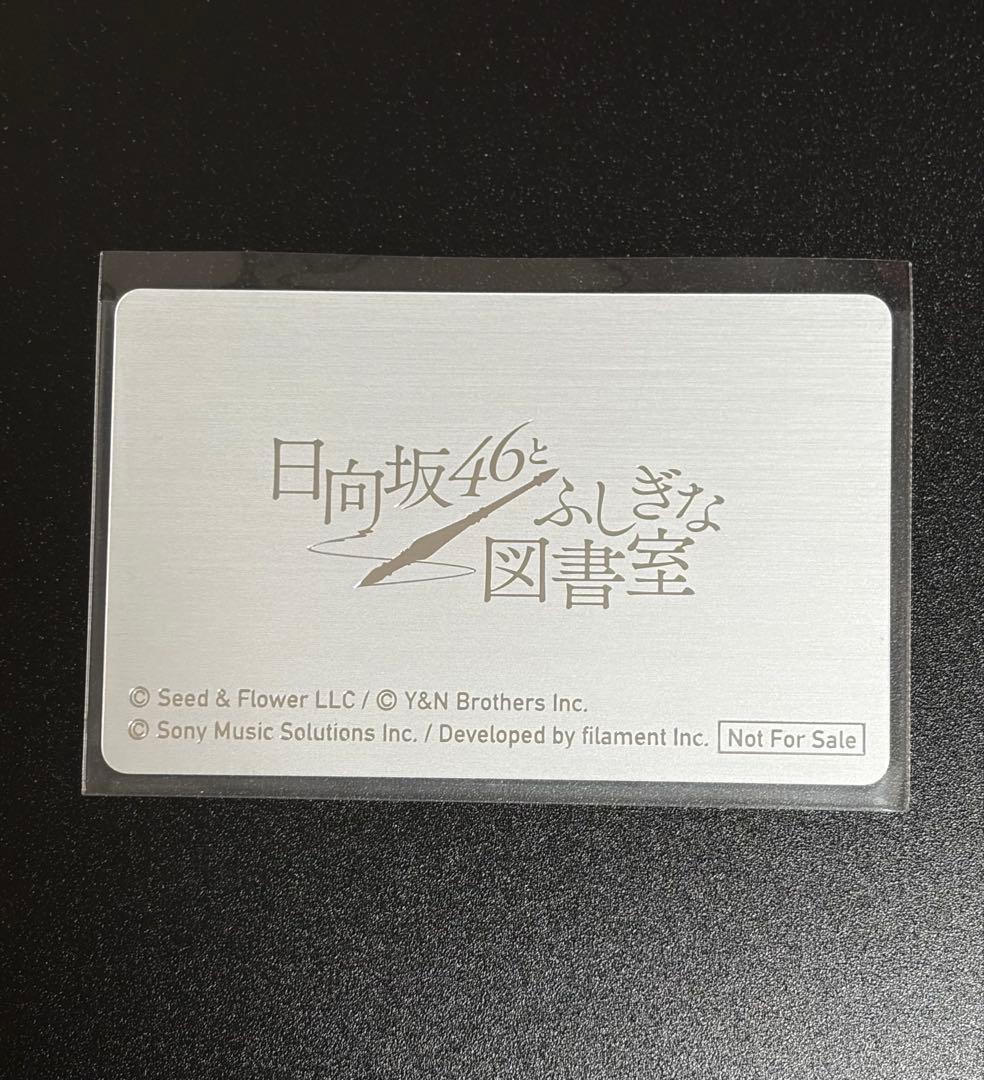 日向坂46と
ふしぎな
図書室
© Seed & Flower LLC / © Y&N Brothers Inc.
© Sony Music Solutions Inc. / Developed by filament Inc. Not For Sale